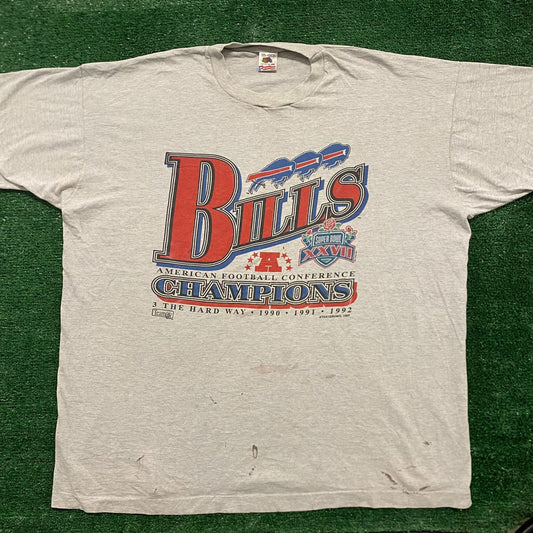 BILLS
SUPER BOWL
XXVII
A
AMERICAN FOOTBALL CONFERENCE
CHAMPIONS
3 THE HARD WAY • 1990 • 1991 • 1992